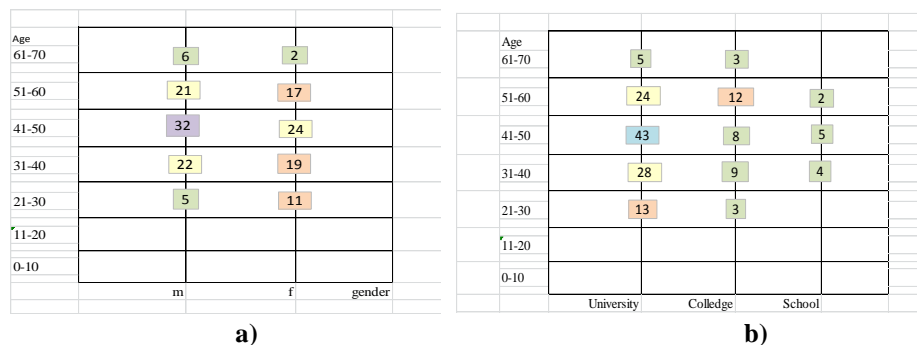 Age
61-70 6 2
51-60 21 17
41-50 32 24
31-40 22 19
21-30 5 11
11-20
0-10
m f gender
a)
Age
61-70 5 3
51-60 24 12 2
41-50 43 8 5
31-40 28 9 4
21-30 13 3
11-20
0-10
University Colledge School
b)